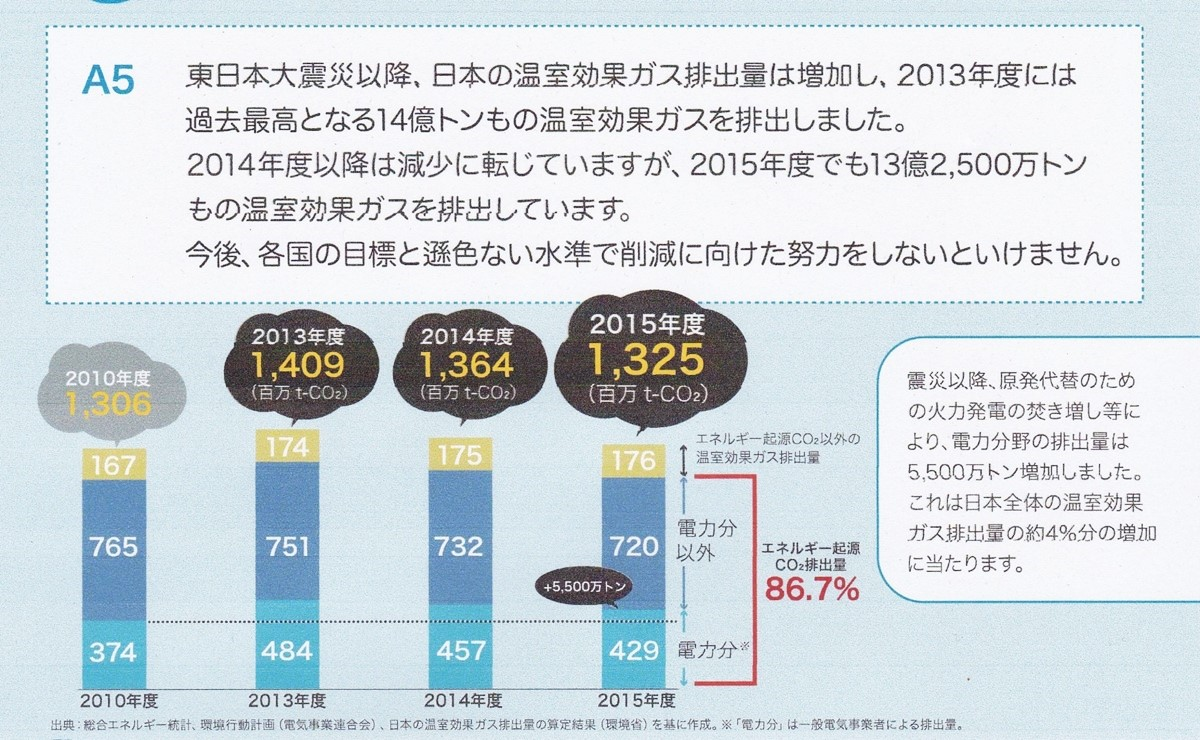 A5
東日本大震災以降、日本の温室効果ガス排出量は増加し、2013年度には
過去最高となる14億トンもの温室効果ガスを排出しました。
2014年度以降は減少に転じていますが、2015年度でも13億2,500万トン
もの温室効果ガスを排出しています。
今後、各国の目標と遜色ない水準で削減に向けた努力をしないといけません。
2010年度
1,306
2013年度
1,409
(百万 t-CO₂)
2014年度
1,364
(百万 t-CO₂)
2015年度
1,325
(百万 t-CO₂)
167
765
374
2010年度
174
751
484
2013年度
175
732
457
2014年度
176
720
+5,500万トン
429
2015年度
エネルギー起源CO₂以外の
温室効果ガス排出量
電力分
以外
電力分※
エネルギー起源
CO₂排出量
86.7%
震災以降、原発代替のため
の火力発電の焚き増し等に
より、電力分野の排出量は
5,500万トン増加しました。
これは日本全体の温室効果
ガス排出量の約4%分の増加
に当たります。
出典：総合エネルギー統計、環境行動計画（電気事業連合会）、日本の温室効果ガス排出量の算定結果（環境省）を基に作成。※「電力分」は一般電気事業者による排出量。